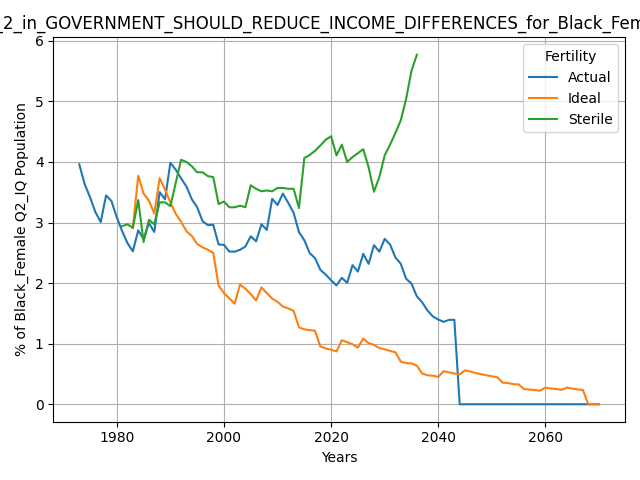 _2_in_GOVERNMENT_SHOULD_REDUCE_INCOME_DIFFERENCES_for_Black_Fem
Fertility
Actual
Ideal
Sterile
% of Black_Female Q2_IQ Population
6
5
4
3
2
1
0
1980 2000 2020 2040 2060
Years